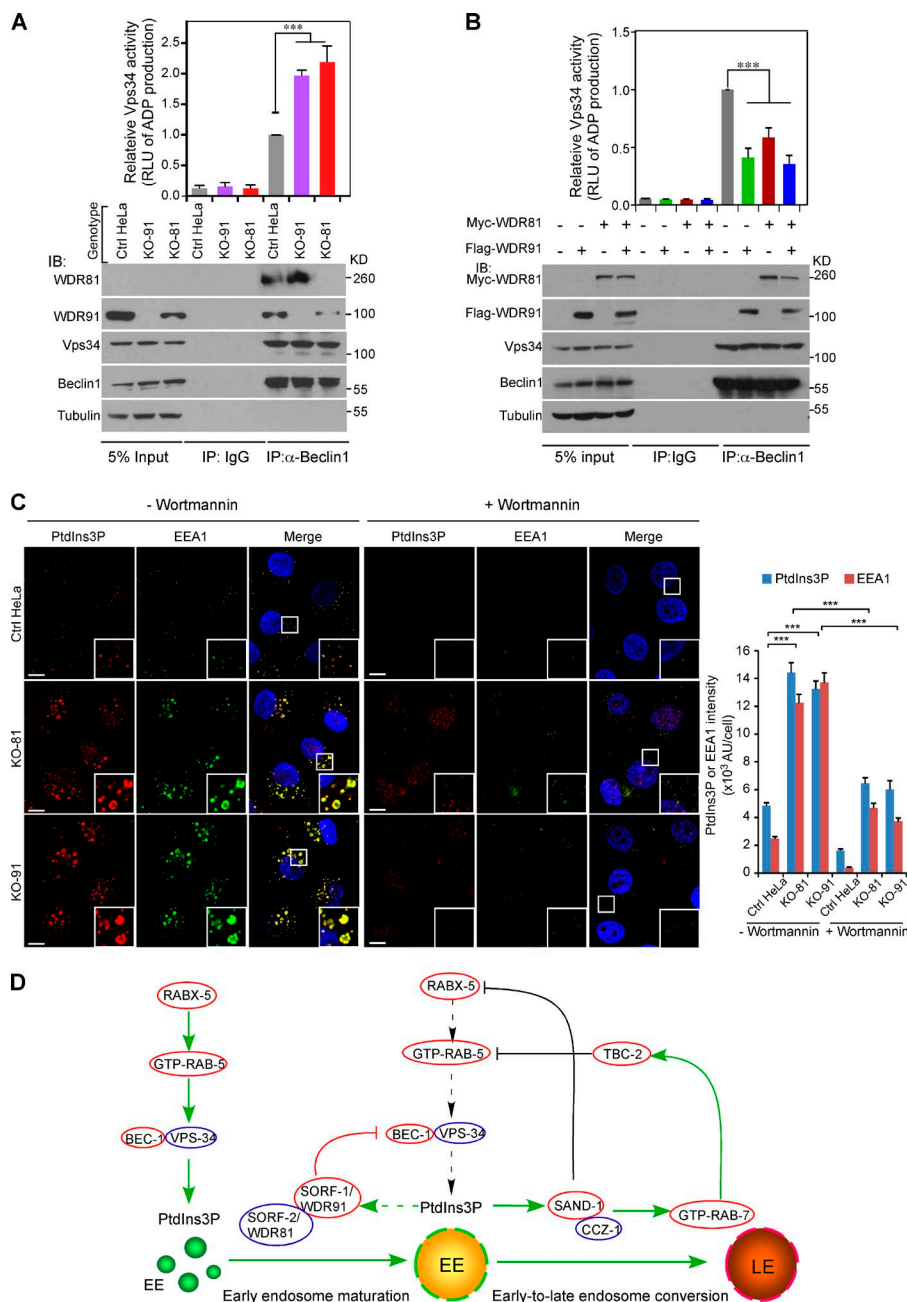 A
Relateive Vps34 activity
(RLU of ADP production)
2.5
2.0
1.5
1.0
0.5
0.0
***
Genotype
Ctrl HeLa
KO-91
KO-81
Ctrl HeLa
KO-91
KO-81
Ctrl HeLa
KO-91
KO-81
IB:
KD
WDR81
260
WDR91
100
Vps34
100
Beclin1
55
Tubulin
55
5% Input
IP: IgG
IP:α-Beclin1
B
Relateive Vps34 activity
(RLU of ADP production)
1.5
1.0
0.5
0.0
***
Myc-WDR81 - - + + - - + + - - + +
Flag-WDR91 - + - + - + - + - + - +
IB:
KD
Myc-WDR81
260
Flag-WDR91
100
Vps34
100
Beclin1
55
Tubulin
55
5% input
IP:IgG
IP:α-Beclin1
C
- Wortmannin
+ Wortmannin
PtdIns3P
EEA1
Merge
PtdIns3P
EEA1
Merge
Ctrl HeLa
KO-81
KO-91
PtdIns3P
EEA1
***
***
***
***
PtdIns3P or EEA1 intensity
(x10³ AU/cell)
16
14
12
10
8
6
4
2
0
Ctrl HeLa
KO-81
KO-91
Ctrl HeLa
KO-81
KO-91
- Wortmannin
+ Wortmannin
D
RABX-5
GTP-RAB-5
BEC-1
VPS-34
PtdIns3P
EE
RABX-5
GTP-RAB-5
TBC-2
BEC-1
VPS-34
SORF-1/
WDR91
SORF-2/
WDR81
PtdIns3P
SAND-1
CCZ-1
GTP-RAB-7
EE
LE
Early endosome maturation
Early-to-late endosome conversion